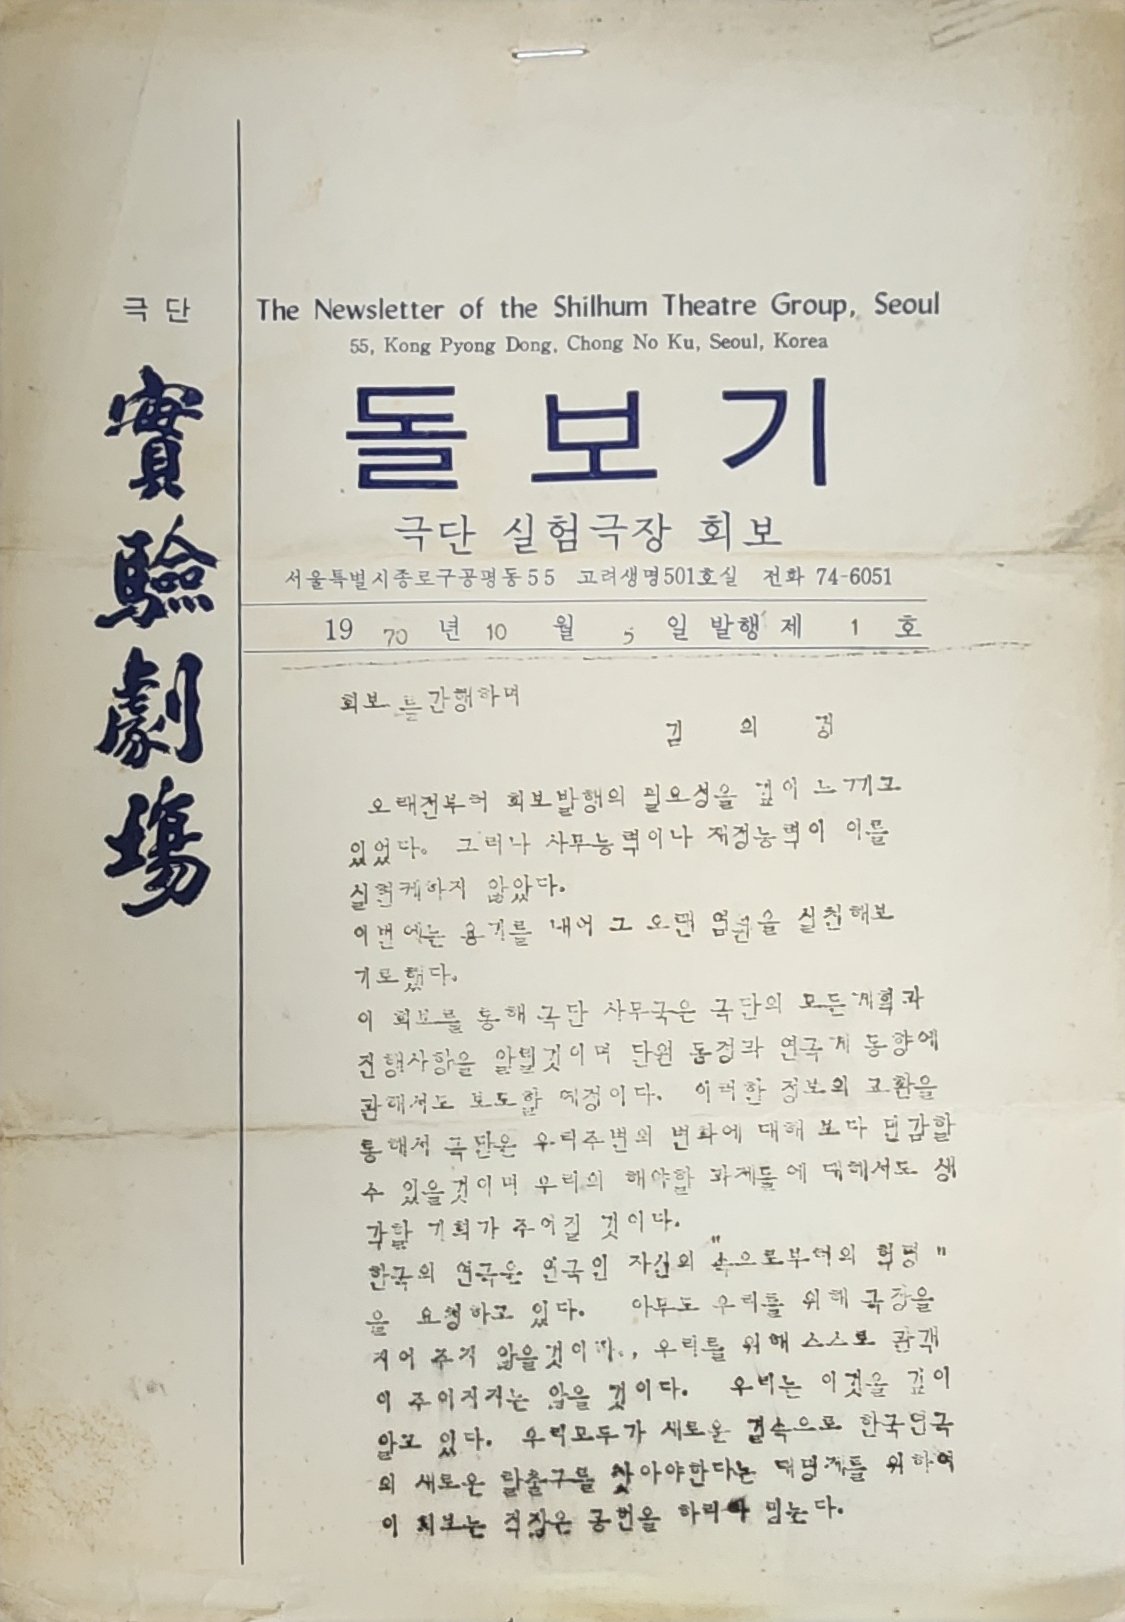 극단
實驗劇場
The Newsletter of the Shilhum Theatre Group, Seoul
55, Kong Pyong Dong, Chong No Ku, Seoul, Korea
돌보기
극단 실험극장 회보
서울특별시종로구공평동55 고려생명501호실 전화 74-6051
19 70 년 10 월 5 일 발행 제 1 호
회보를간행하며
김 의 경
오래전부터 회보발행의 필요성을 깊이 느끼고
있었다. 그러나 사무능력이나 재정능력이 이를
실현케하지 않았다.
이번에는 용기를 내어 그 오랜 염원을 실천해보
기로했다.
이 회보를 통해 극단 사무국은 극단의 모든계획과
진행사항을 알릴것이며 단원 동정과 연극계 동향에
관해서도 보도할 예정이다. 이러한 정보의 교환을
통해서 극단은 우리주변의 변화에 대해 보다 민감할
수 있을것이며 우리의 해야할 과제들에 대해서도 생
각할 기회가 주어질 것이다.
한국의 연극은 연극인 자신의 "속으로부터의 혁명"
을 요청하고 있다. 아무도 우리를 위해 극장을
지어 주지 않을것이다., 우리를 위해 스스로 관객
이 주어지지는 않을 것이다. 우리는 이것을 깊이
알고 있다. 우리모두가 새로운 결속으로 한국연극
의 새로운 탈출구를 찾아야한다는 대명제를 위하여
이 회보는 적잖은 공헌을 하리라 믿는다.